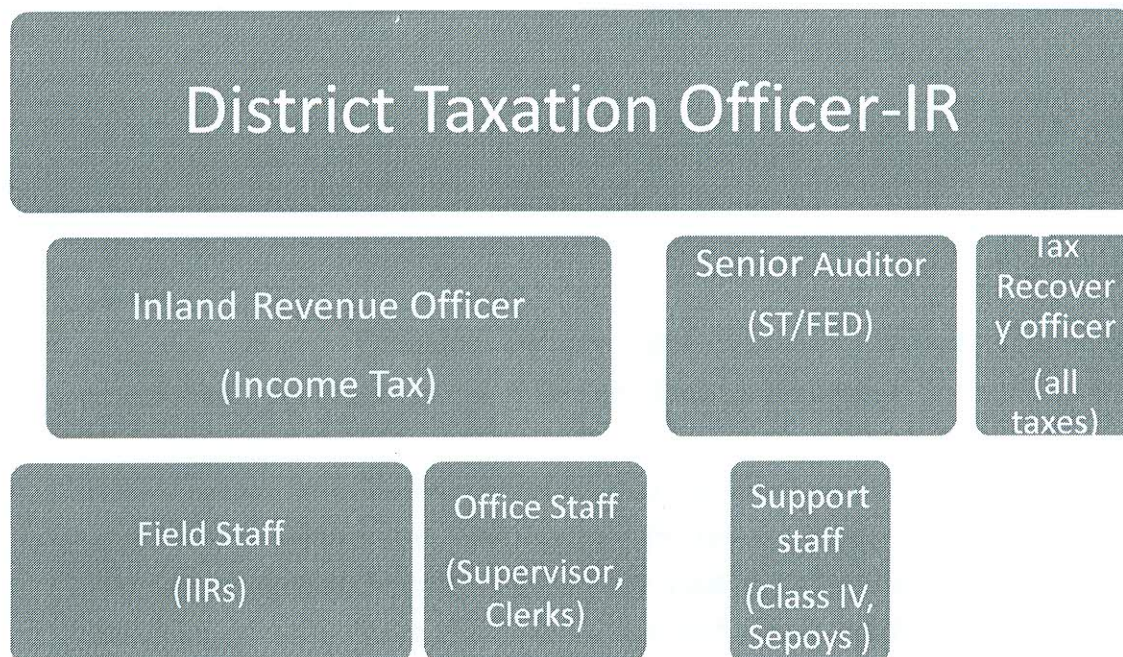 District Taxation Officer-IR
Inland Revenue Officer
(Income Tax)
Senior Auditor
(ST/FED)
Tax
Recover
y officer
(all
taxes)
Field Staff
(IIRs)
Office Staff
(Supervisor,
Clerks)
Support
staff
(Class IV,
Sepoys )